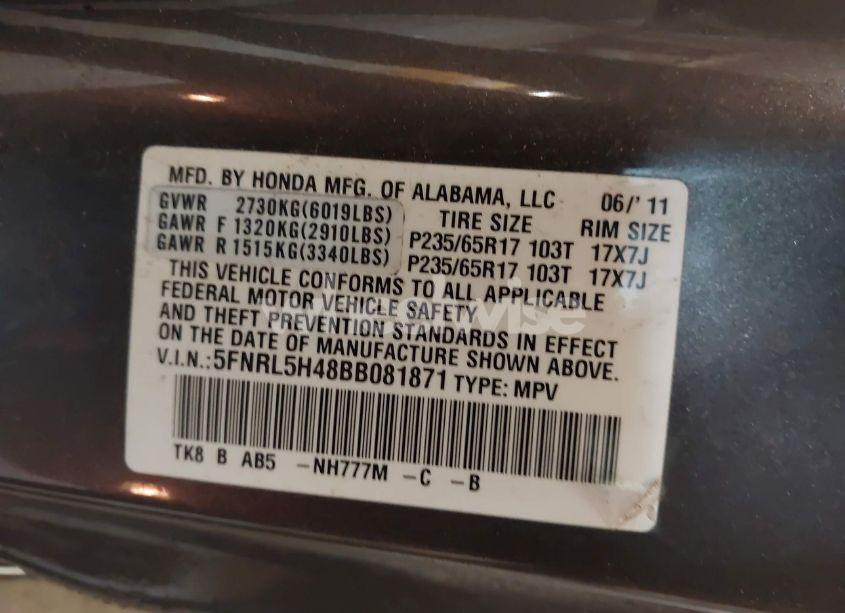 MFD. BY HONDA MFG. OF ALABAMA, LLC 06/' 11
GVWR 2730KG(6019LBS) TIRE SIZE RIM SIZE
GAWR F 1320KG(2910LBS) P235/65R17 103T 17X7J
GAWR R 1515KG(3340LBS) P235/65R17 103T 17X7J
THIS VEHICLE CONFORMS TO ALL APPLICABLE
FEDERAL MOTOR VEHICLE SAFETY
AND THEFT PREVENTION STANDARDS IN EFFECT
ON THE DATE OF MANUFACTURE SHOWN ABOVE.
V.I.N.: 5FNRL5H48BB081871 TYPE: MPV
TK8 B AB5 -NH777M -C -B